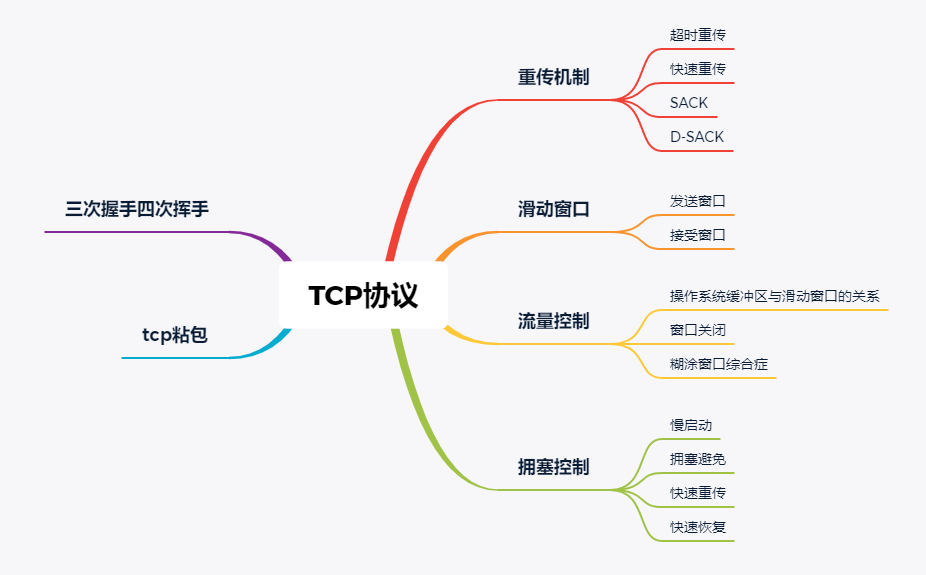 TCP协议
重传机制
超时重传
快速重传
SACK
D-SACK
滑动窗口
发送窗口
接受窗口
流量控制
操作系统缓冲区与滑动窗口的关系
窗口关闭
糊涂窗口综合症
拥塞控制
慢启动
拥塞避免
快速重传
快速恢复
三次握手四次挥手
tcp粘包